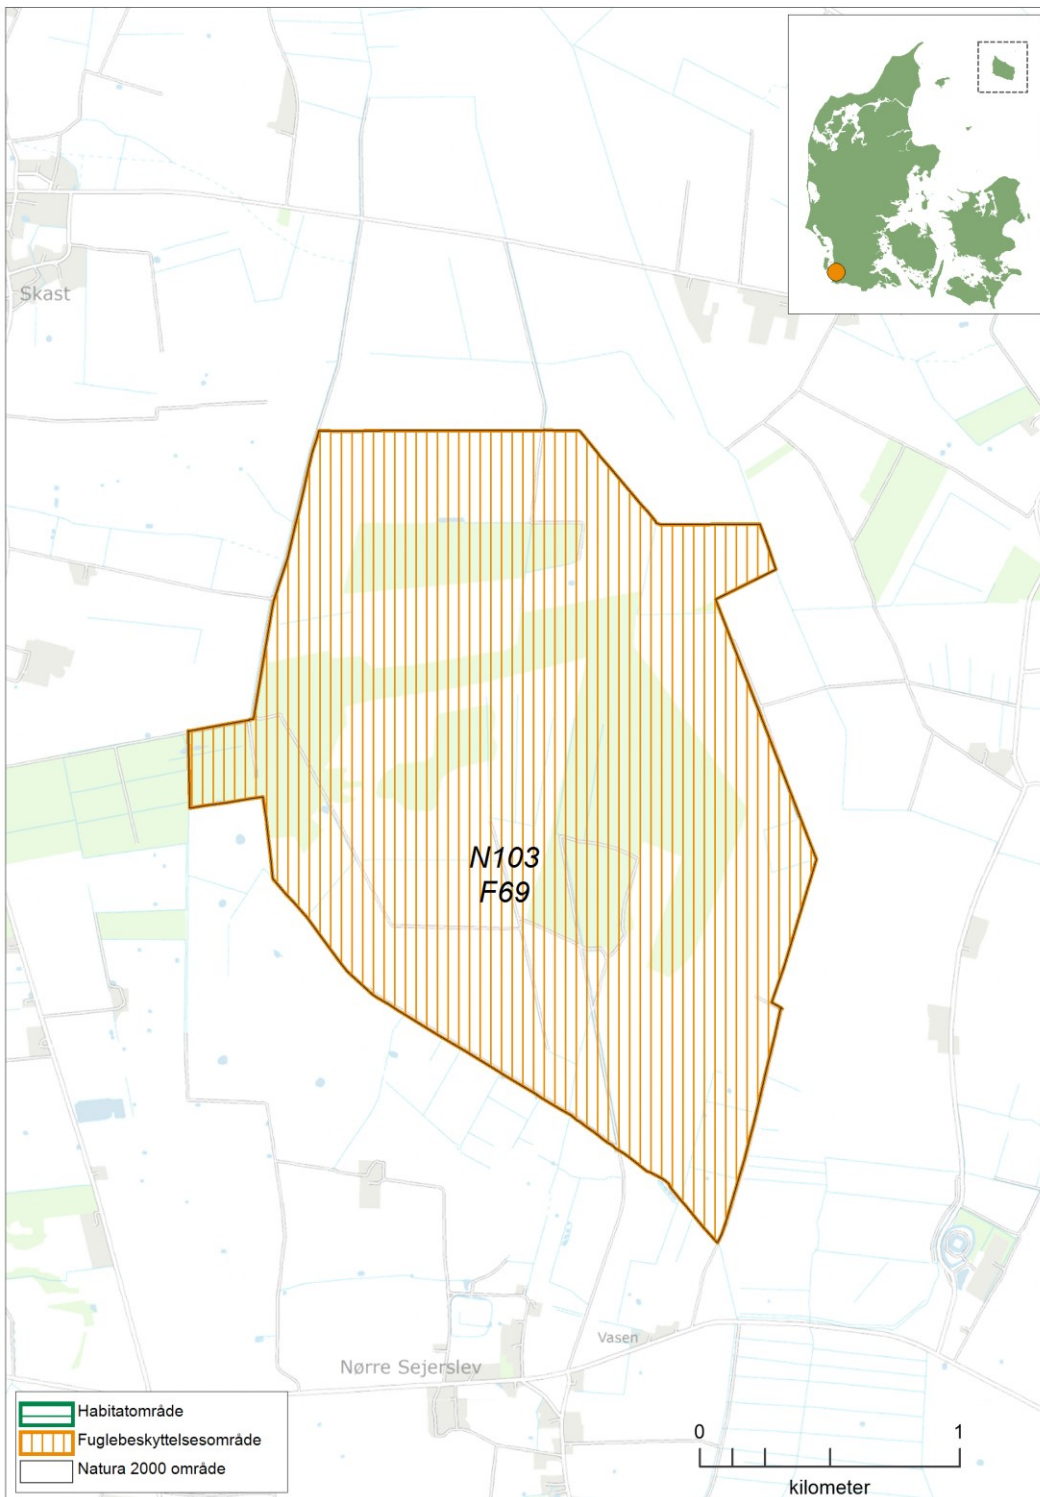 Skast
N103
F69
Vasen
Nørre Sejerslev
Habitatområde
Fuglebeskyttelsesområde
Natura 2000 område
0 1
kilometer